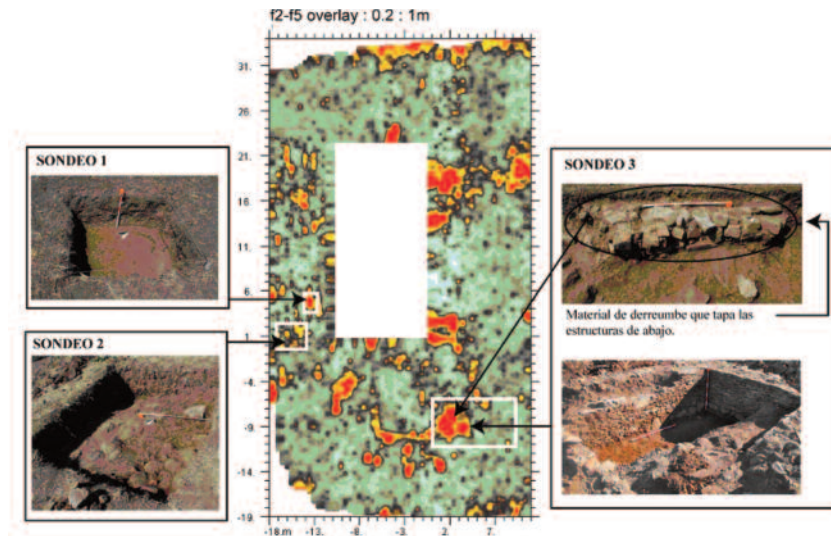 f2-f5 overlay : 0.2 : 1m
SONDEO 1
SONDEO 2
31.
26.
21.
16.
11.
6.
1.
-4.
-9.
-14.
-19.
-18.m
-13.
-8.
-3.
2.
7.
SONDEO 3
Material de derreumbe que tapa las
estructuras de abajo.